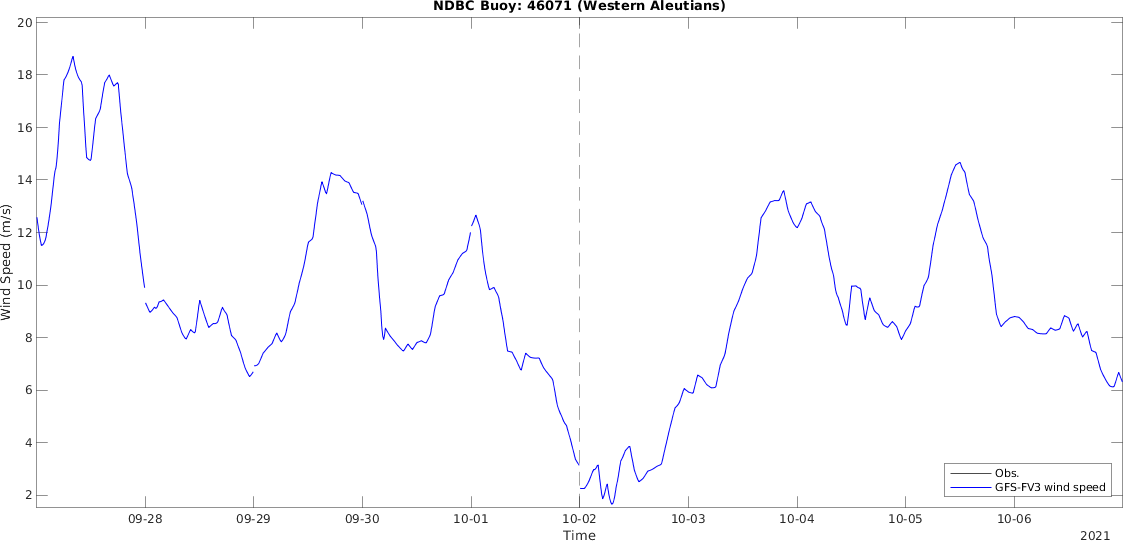 NDBC Buoy: 46071 (Western Aleutians)
20
18
16
14
12
10
8
6
4
2
Wind Speed (m/s)
Obs.
GFS-FV3 wind speed
09-28 09-29 09-30 10-01 10-02 10-03 10-04 10-05 10-06
Time
2021